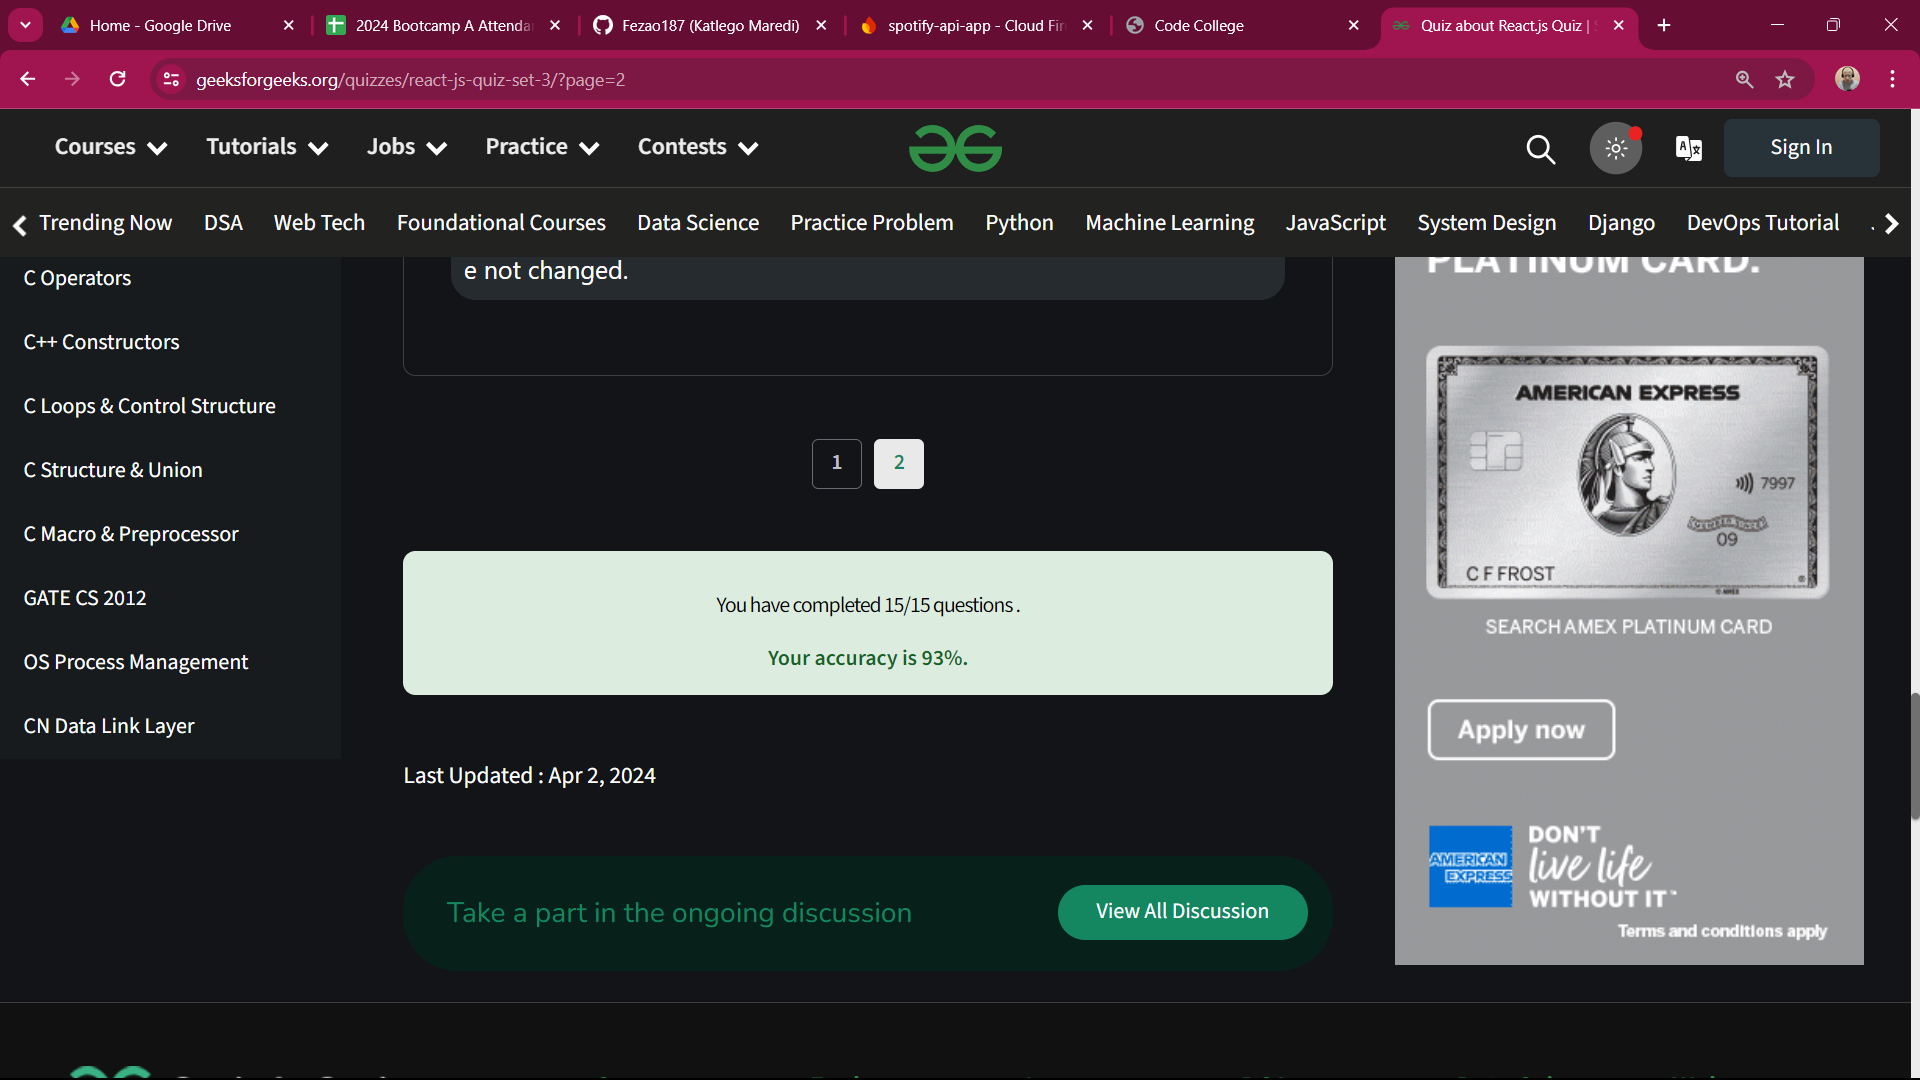 Home - Google Drive
2024 Bootcamp A Attenda
Fezao187 (Katlego Maredi)
spotify-api-app - Cloud Fir
Code College
Quiz about React.js Quiz |
geeksforgeeks.org/quizzes/react-js-quiz-set-3/?page=2
Courses
Tutorials
Jobs
Practice
Contests
Sign In
Trending Now
DSA
Web Tech
Foundational Courses
Data Science
Practice Problem
Python
Machine Learning
JavaScript
System Design
Django
DevOps Tutorial
C Operators
C++ Constructors
C Loops & Control Structure
C Structure & Union
C Macro & Preprocessor
GATE CS 2012
OS Process Management
CN Data Link Layer
e not changed.
1
2
You have completed 15/15 questions .
Your accuracy is 93%.
Last Updated : Apr 2, 2024
Take a part in the ongoing discussion
View All Discussion
PLATINUM CARD.
AMERICAN EXPRESS
7997
MEMBER SINCE
09
C F FROST
SEARCH AMEX PLATINUM CARD
Apply now
AMERICAN
EXPRESS
DON'T
live life
WITHOUT IT™
Terms and conditions apply